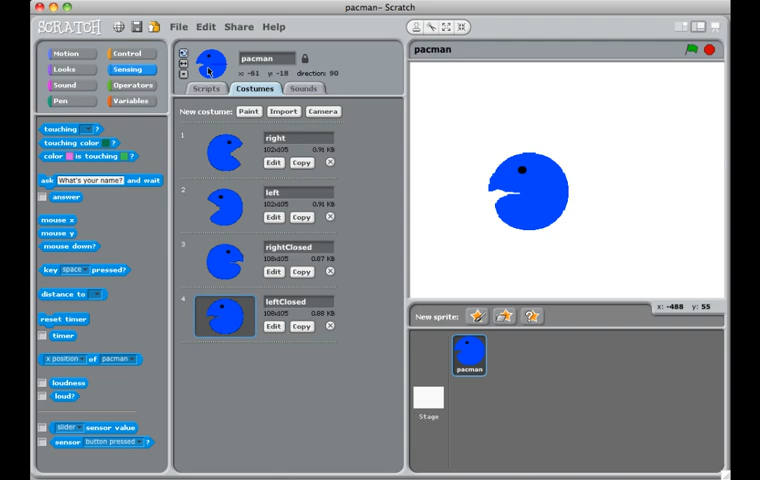 pacman- Scratch
SCRATCH File Edit Share Help
Motion Control
Looks Sensing
Sound Operators
Pen Variables
touching ?
touching color ?
color is touching ?
ask What's your name? and wait
answer
mouse x
mouse y
mouse down?
key space pressed?
distance to
reset timer
timer
x position of pacman
loudness
loud?
slider sensor value
sensor button pressed ?
pacman
x: -61 y: -18 direction: 90
Scripts Costumes Sounds
New costume: Paint Import Camera
1 right
102x105 0.91 KB
Edit Copy
2 left
102x105 0.91 KB
Edit Copy
3 rightClosed
108x105 0.87 KB
Edit Copy
4 leftClosed
108x105 0.88 KB
Edit Copy
pacman
x: -488 y: 55
New sprite:
pacman
Stage